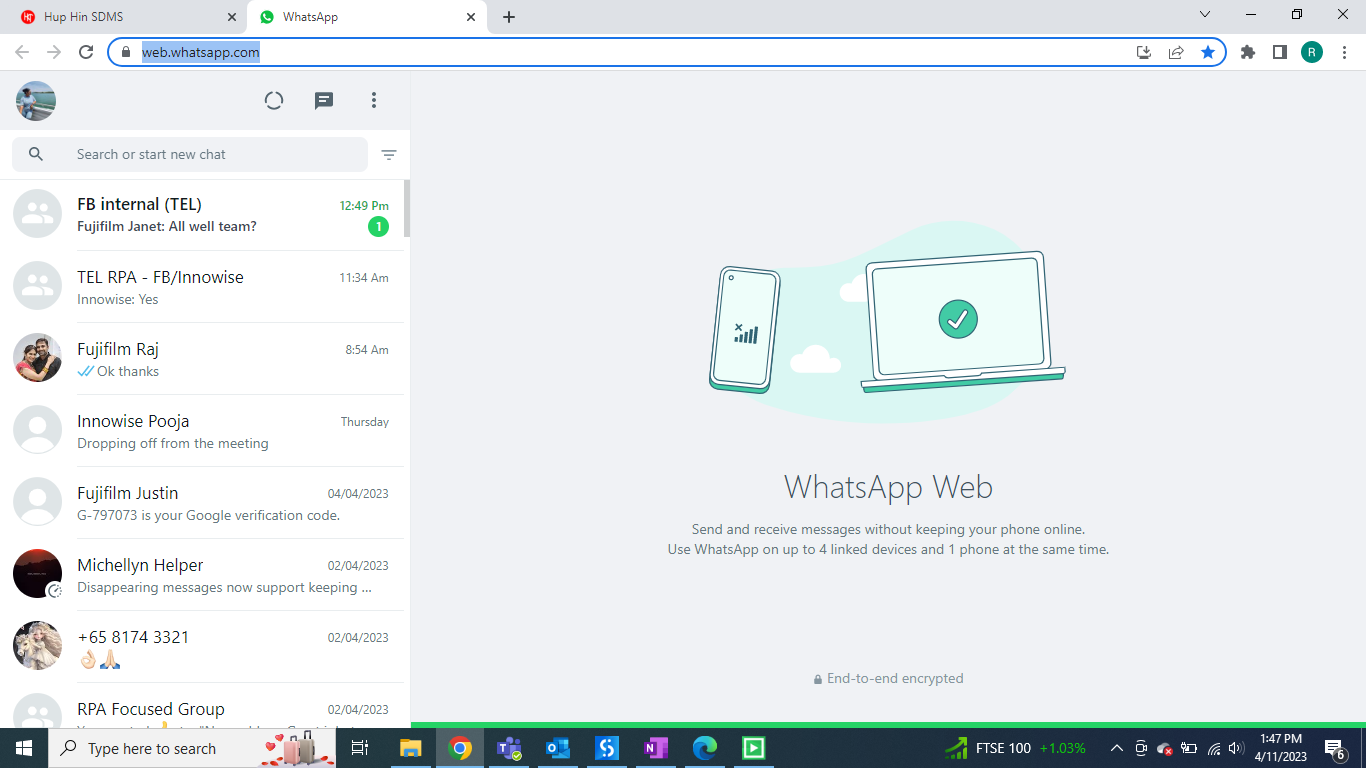 Hup Hin SDMS
WhatsApp
web.whatsapp.com
R
Search or start new chat
FB internal (TEL)
12:49 Pm
Fujifilm Janet: All well team?
1
TEL RPA - FB/Innowise
11:34 Am
Innowise: Yes
Fujifilm Raj
8:54 Am
Ok thanks
Innowise Pooja
Thursday
Dropping off from the meeting
Fujifilm Justin
04/04/2023
G-797073 is your Google verification code.
Michellyn Helper
02/04/2023
Disappearing messages now support keeping ...
+65 8174 3321
02/04/2023
👌🏻🙏🏻
RPA Focused Group
02/04/2023
WhatsApp Web
Send and receive messages without keeping your phone online.
Use WhatsApp on up to 4 linked devices and 1 phone at the same time.
End-to-end encrypted
Type here to search
FTSE 100 +1.03%
1:47 PM
4/11/2023
6